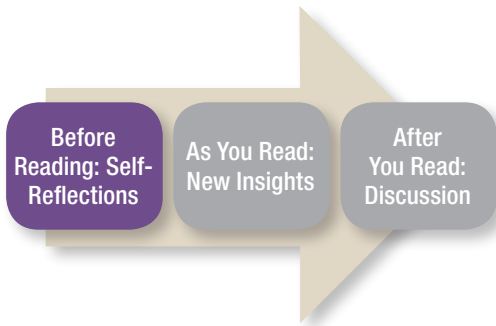 Before
Reading: Self-
Reflections
As You Read:
New Insights
After
You Read:
Discussion